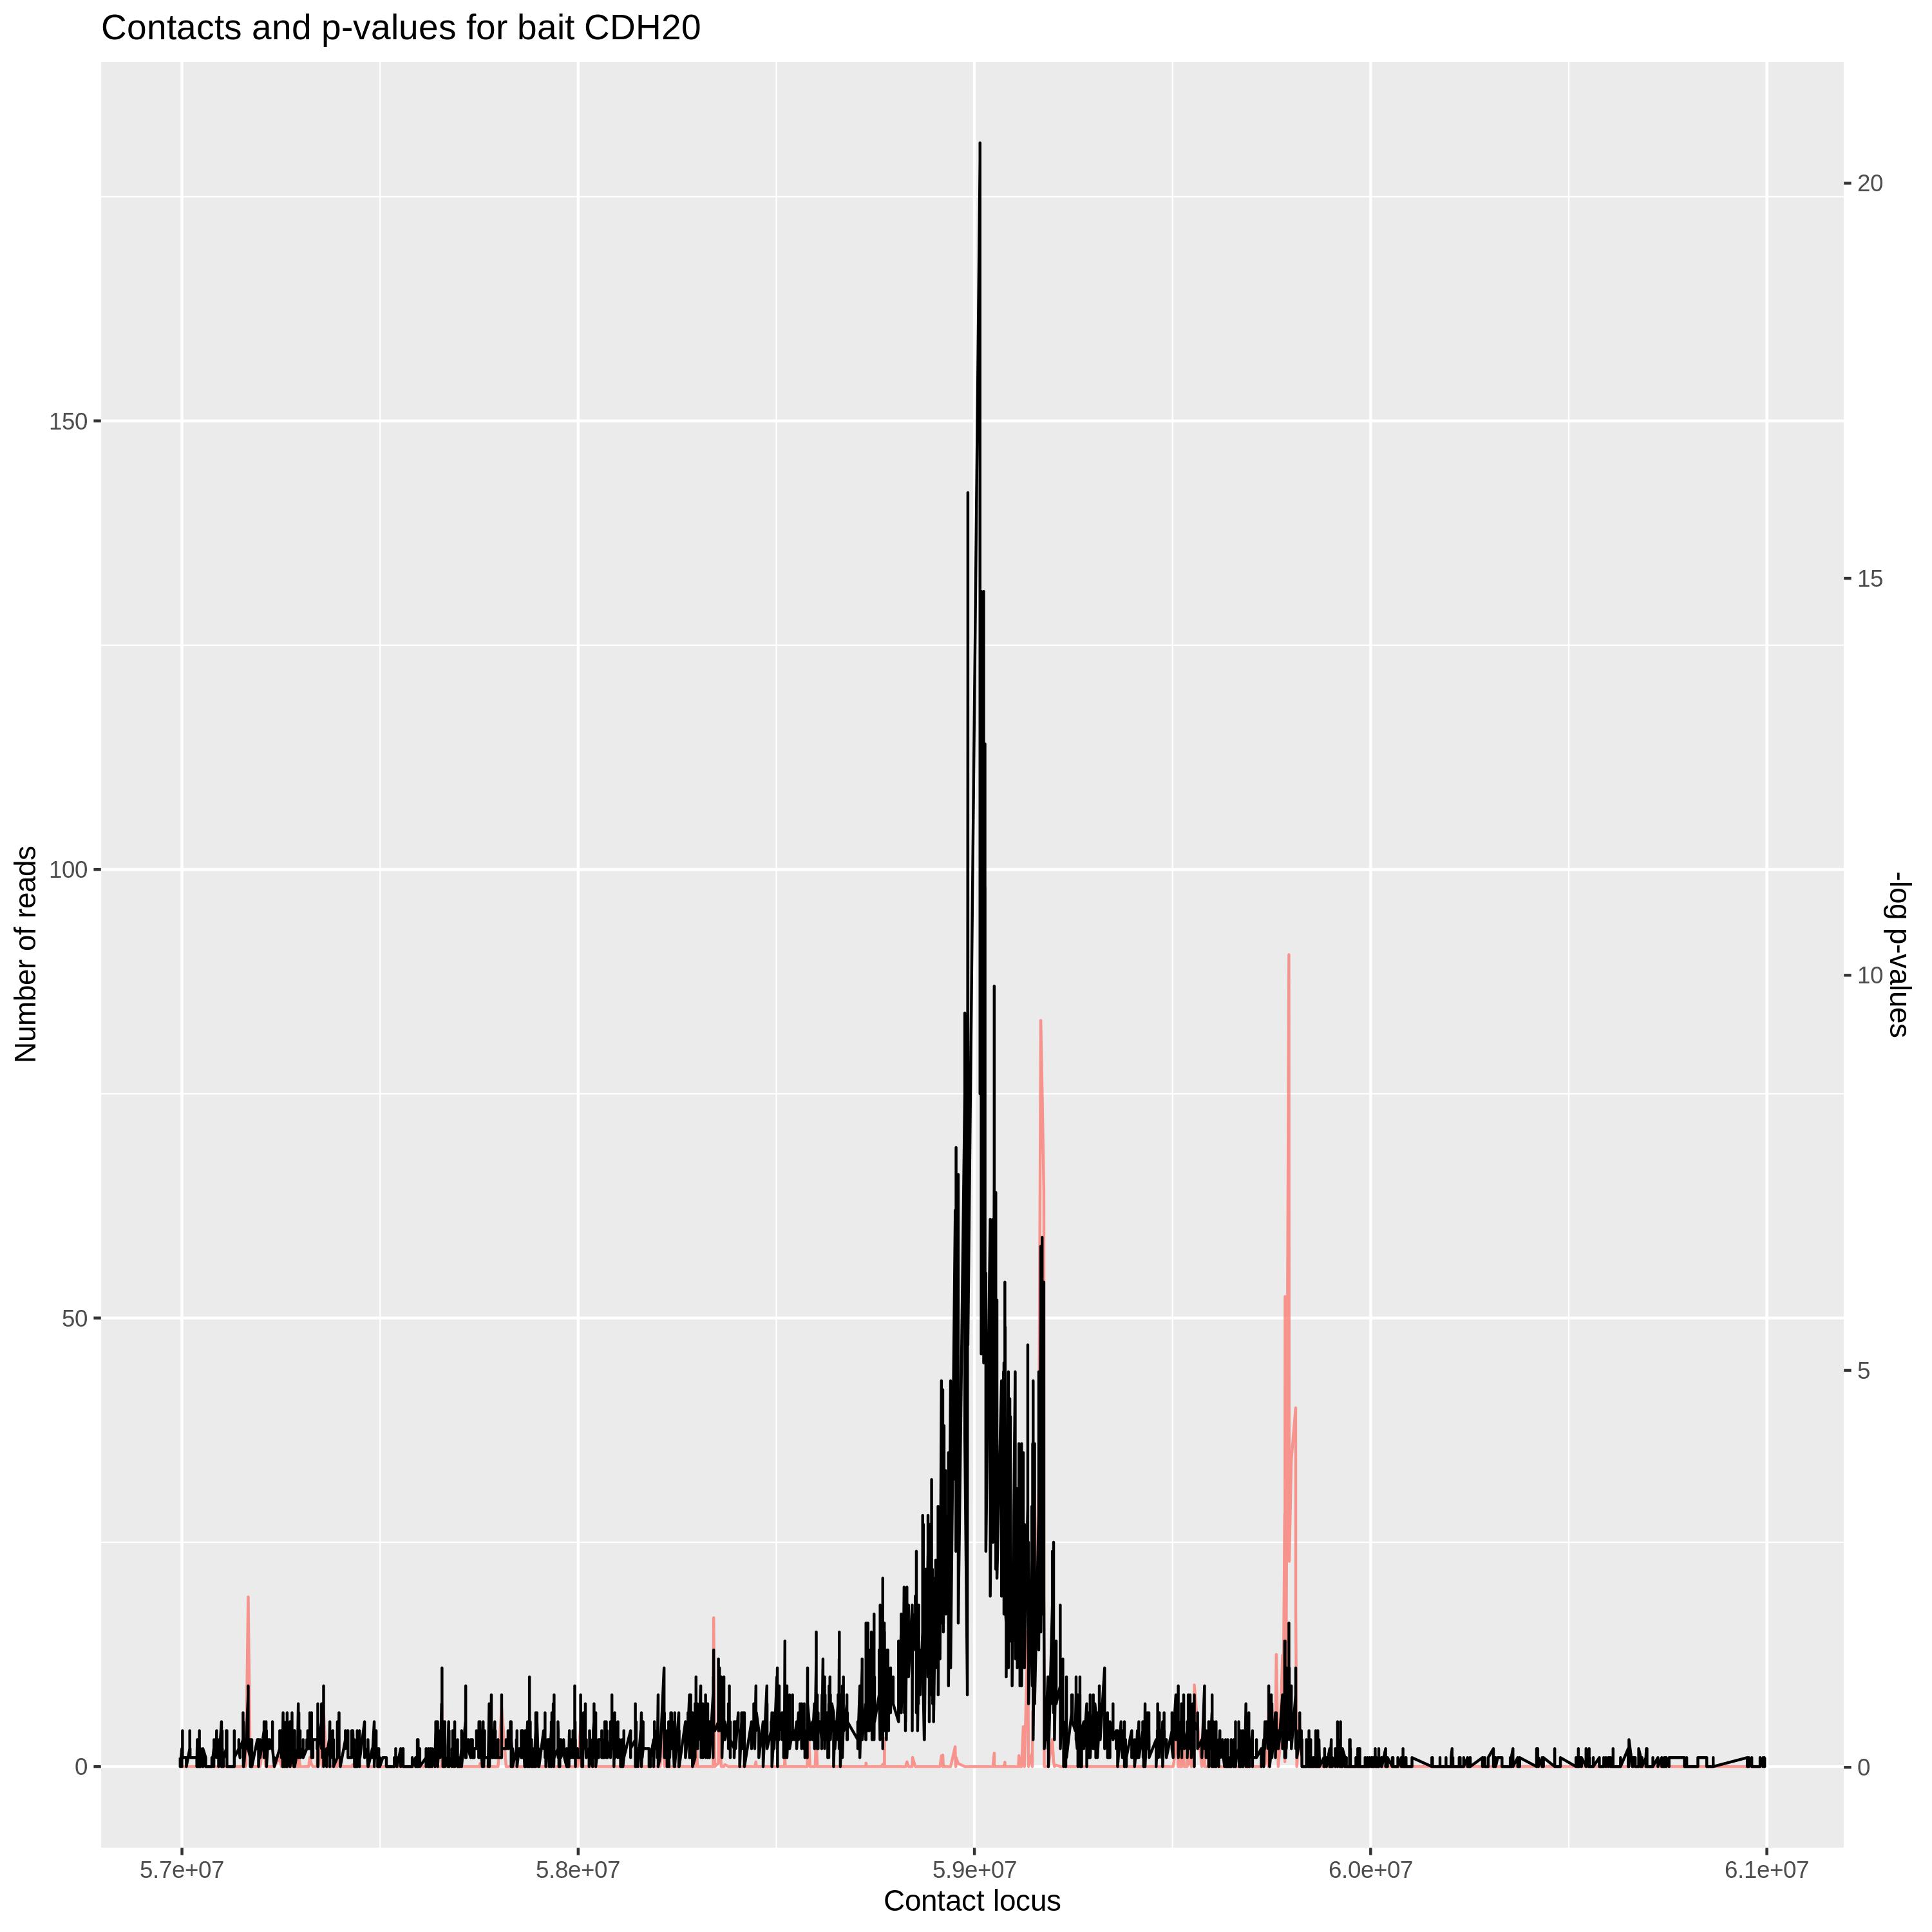 Contacts and p-values for bait CDH20
Number of reads
150
100
50
0
20
15
10
5
0
-log p-values
5.7e+07
5.8e+07
5.9e+07
6.0e+07
6.1e+07
Contact locus